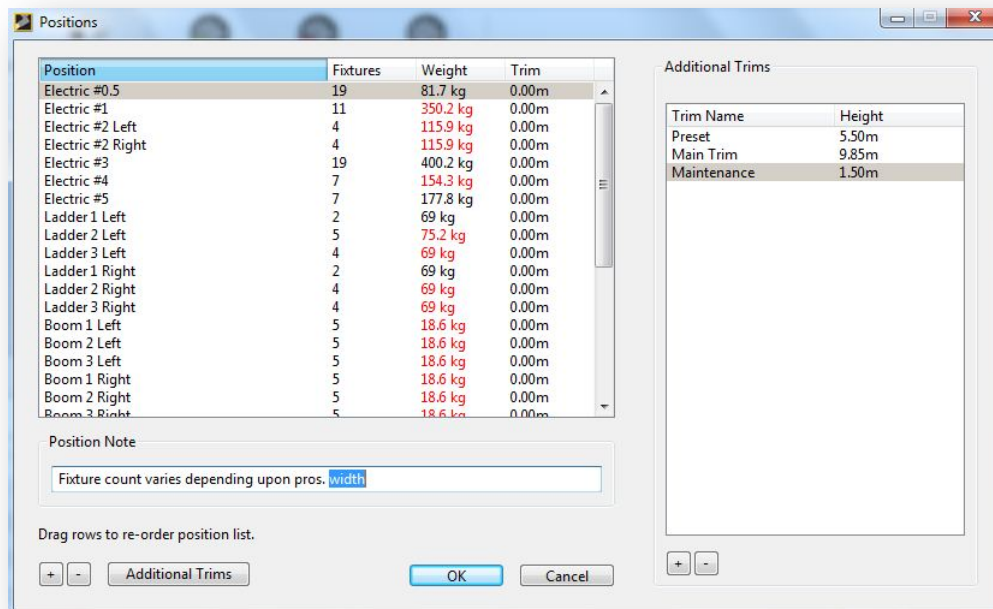 Positions
Position Fixtures Weight Trim
Electric #0.5 19 81.7 kg 0.00m
Electric #1 11 350.2 kg 0.00m
Electric #2 Left 4 115.9 kg 0.00m
Electric #2 Right 4 115.9 kg 0.00m
Electric #3 19 400.2 kg 0.00m
Electric #4 7 154.3 kg 0.00m
Electric #5 7 177.8 kg 0.00m
Ladder 1 Left 2 69 kg 0.00m
Ladder 2 Left 5 75.2 kg 0.00m
Ladder 3 Left 4 69 kg 0.00m
Ladder 1 Right 2 69 kg 0.00m
Ladder 2 Right 4 69 kg 0.00m
Ladder 3 Right 4 69 kg 0.00m
Boom 1 Left 5 18.6 kg 0.00m
Boom 2 Left 5 18.6 kg 0.00m
Boom 3 Left 5 18.6 kg 0.00m
Boom 1 Right 5 18.6 kg 0.00m
Boom 2 Right 5 18.6 kg 0.00m
Boom 3 Right 5 18.6 kg 0.00m
Position Note
Fixture count varies depending upon pros. width
Drag rows to re-order position list.
+ - Additional Trims OK Cancel
Additional Trims
Trim Name Height
Preset 5.50m
Main Trim 9.85m
Maintenance 1.50m
+ -